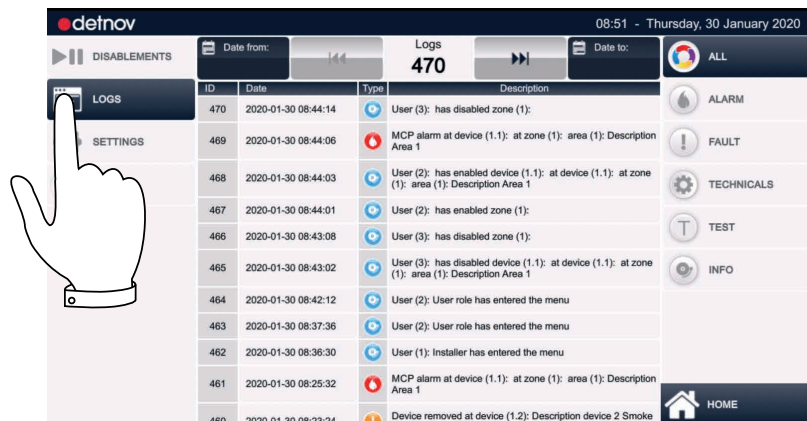 detnov
08:51 - Thursday, 30 January 2020
DISABLEMENTS
LOGS
SETTINGS
Date from:
Logs
470
Date to:
ID Date Type Description
470 2020-01-30 08:44:14 User (3): has disabled zone (1):
469 2020-01-30 08:44:06 MCP alarm at device (1.1): at zone (1): area (1): Description
Area 1
468 2020-01-30 08:44:03 User (2): has enabled device (1.1): at device (1.1): at zone
(1): area (1): Description Area 1
467 2020-01-30 08:44:01 User (2): has enabled zone (1):
466 2020-01-30 08:43:08 User (3): has disabled zone (1):
465 2020-01-30 08:43:02 User (3): has disabled device (1.1): at device (1.1): at zone
(1): area (1): Description Area 1
464 2020-01-30 08:42:12 User (2): User role has entered the menu
463 2020-01-30 08:37:36 User (2): User role has entered the menu
462 2020-01-30 08:36:30 User (1): Installer has entered the menu
461 2020-01-30 08:25:32 MCP alarm at device (1.1): at zone (1): area (1): Description
Area 1
460 2020-01-30 08:23:24 Device removed at device (1.2): Description device 2 Smoke
ALL
ALARM
FAULT
TECHNICALS
T TEST
INFO
HOME